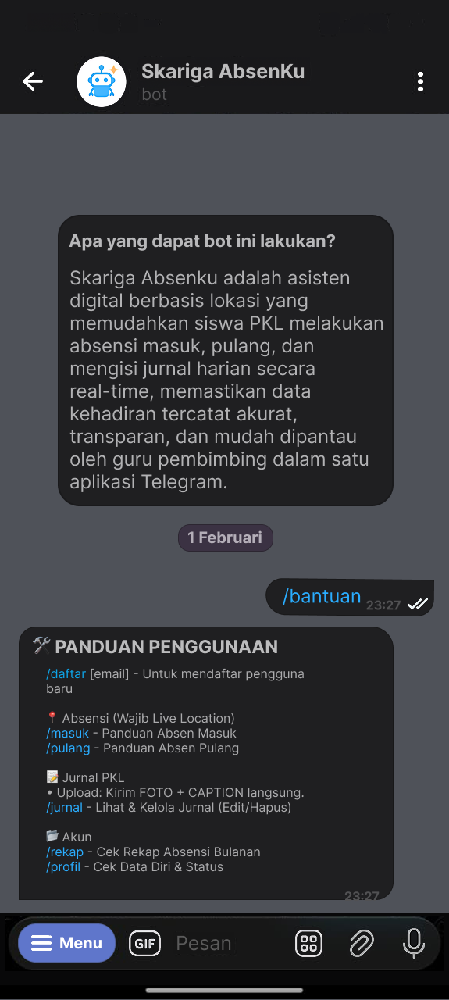 Skariga AbsenKu
bot
Apa yang dapat bot ini lakukan?
Skariga Absenku adalah asisten
digital berbasis lokasi yang
memudahkan siswa PKL melakukan
absensi masuk, pulang, dan
mengisi jurnal harian secara
real-time, memastikan data
kehadiran tercatat akurat,
transparan, dan mudah dipantau
oleh guru pembimbing dalam satu
aplikasi Telegram.
1 Februari
/bantuan 23:27
🛠 PANDUAN PENGGUNAAN
/daftar [email] - Untuk mendaftar pengguna
baru
📍 Absensi (Wajib Live Location)
/masuk - Panduan Absen Masuk
/pulang - Panduan Absen Pulang
📝 Jurnal PKL
• Upload: Kirim FOTO + CAPTION langsung.
/jurnal - Lihat & Kelola Jurnal (Edit/Hapus)
📂 Akun
/rekap - Cek Rekap Absensi Bulanan
/profil - Cek Data Diri & Status
23:27
Menu GIF Pesan